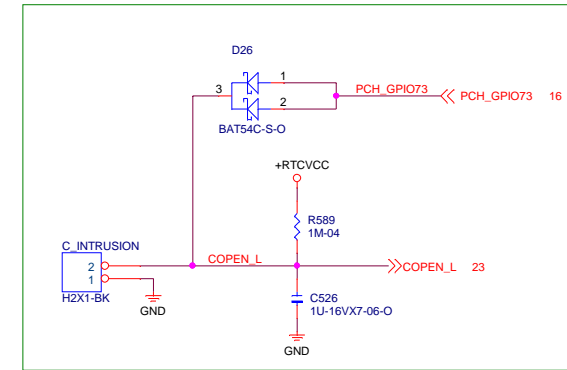 D26
3
1
2
PCH_GPIO73
PCH_GPIO73 16
BAT54C-S-O
+RTCVCC
R589
1M-04
C_INTRUSION
2
1
COPEN_L
COPEN_L 23
H2X1-BK
GND
C526
1U-16VX7-06-O
GND